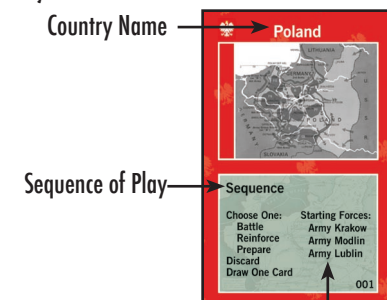 Country Name
Poland
LITHUANIA
GERMANY
POLAND
SLOVAKIA
Sequence of Play
Sequence
Choose One:
Battle
Reinforce
Prepare
Discard
Draw One Card
Starting Forces:
Army Krakow
Army Modlin
Army Lublin
001